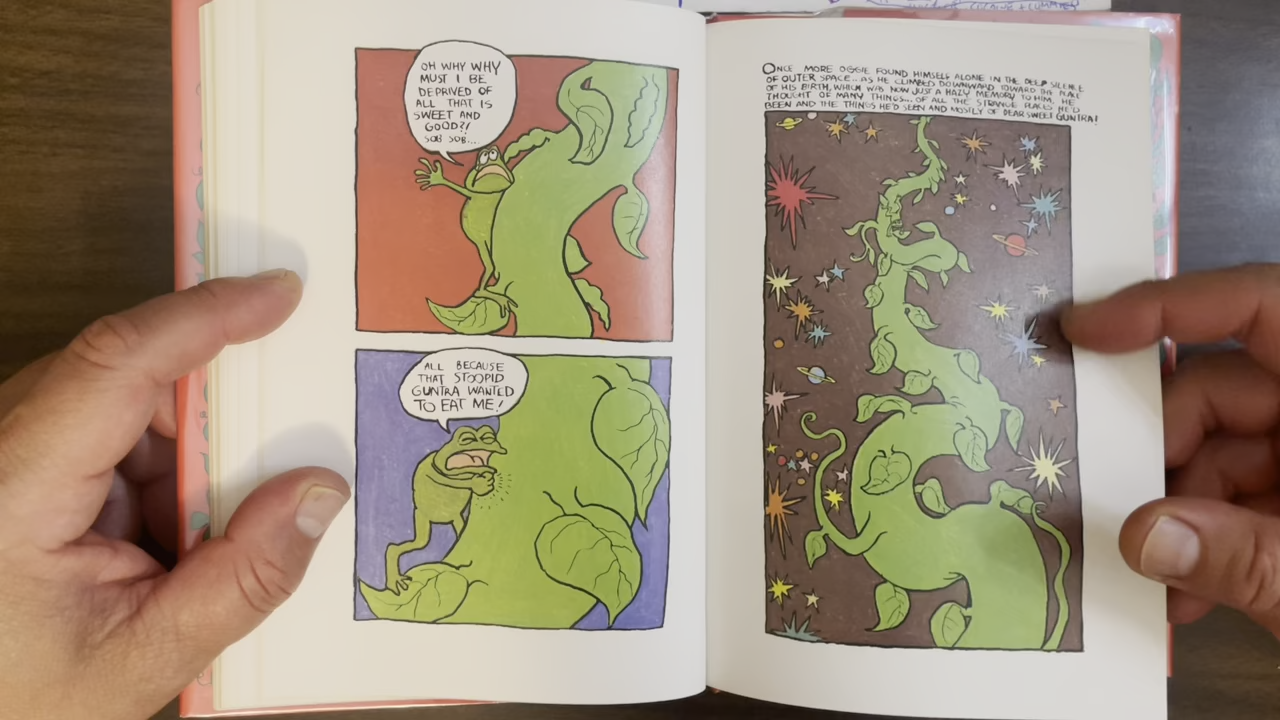 OH WHY WHY
MUST I BE
DEPRIVED OF
ALL THAT IS
SWEET AND
GOOD?!
SOB SOB...
ALL BECAUSE
THAT STOOPID
GUNTRA WANTED
TO EAT ME!
ONCE MORE OGGIE FOUND HIMSELF ALONE IN THE DEEP SILENCE
OF OUTER SPACE... AS HE CLIMBED DOWNWARD TOWARD THE PLACE
OF HIS BIRTH, WHICH WAS NOW JUST A HAZY MEMORY TO HIM, HE
THOUGHT OF MANY THINGS... OF ALL THE STRANGE PLACES HE'D
BEEN AND THE THINGS HE'D SEEN AND MOSTLY OF DEAR SWEET GUNTRA!